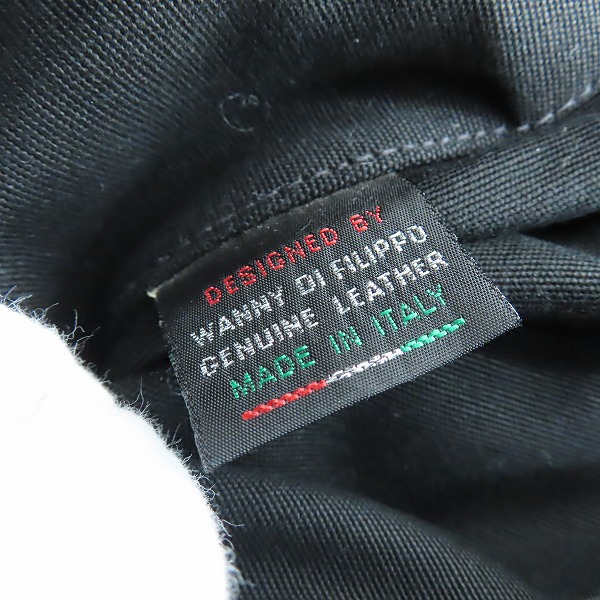 DESIGNED BY
WANNY DI FILIPPO
GENUINE LEATHER
MADE IN ITALY